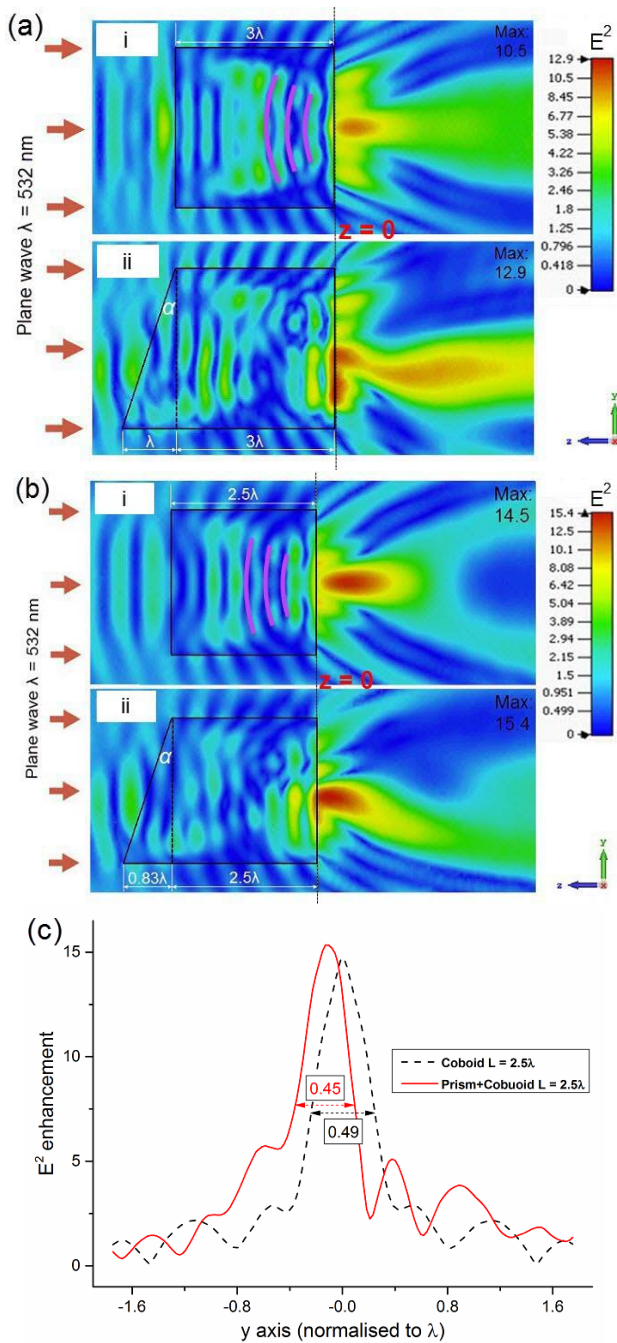 (a)
i
3λ
Max:
10.5
E²
12.9
10.5
8.45
6.77
5.38
4.22
3.26
2.46
1.8
1.25
0.796
0.418
0
Plane wave λ = 532 nm
z = 0
ii
α
Max:
12.9
λ
3λ
y
z
x
(b)
i
2.5λ
Max:
14.5
E²
15.4
12.5
10.1
8.08
6.42
5.04
3.89
2.94
2.15
1.5
0.951
0.499
0
Plane wave λ = 532 nm
z = 0
ii
α
Max:
15.4
0.83λ
2.5λ
y
z
x
(c)
E² enhancement
15
10
5
0
0.45
0.49
Coboid L = 2.5λ
Prism+Cobuoid L = 2.5λ
-1.6
-0.8
-0.0
0.8
1.6
y axis (normalised to λ)